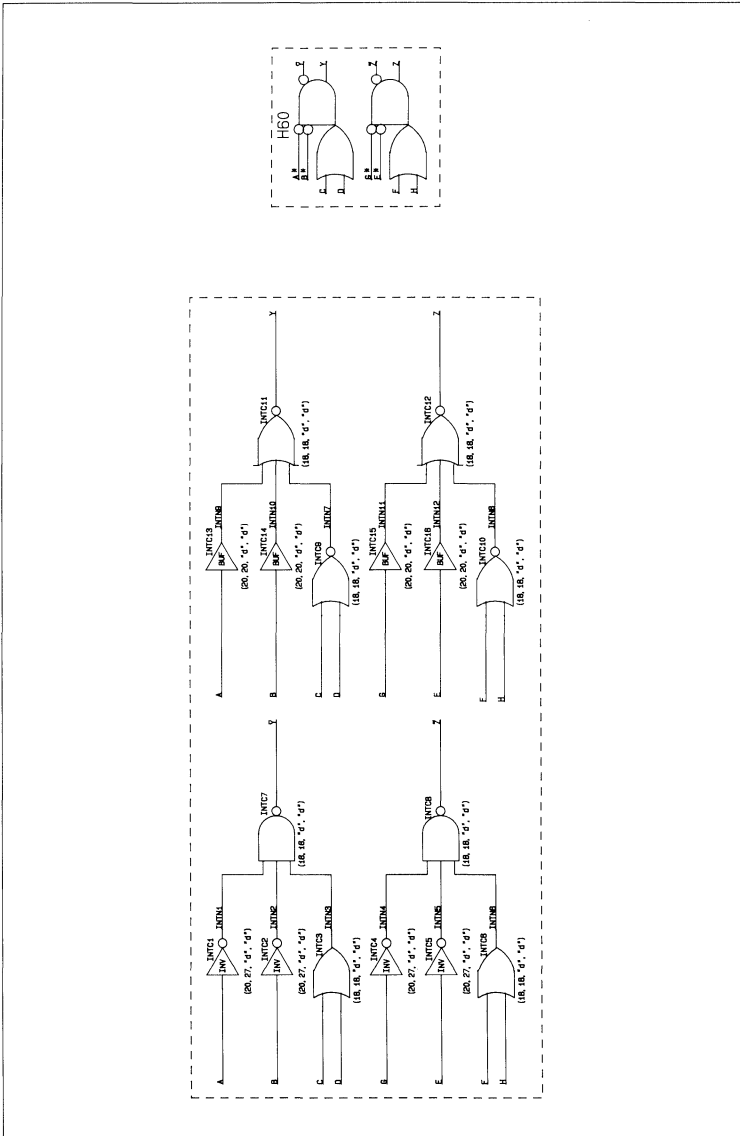 H60
A*
B*
C
D
Ȳ
Y
G*
E*
F
H
Z̄
Z
A
INTC13
BUF
INTN9
(20, 20, "d", "d")
B
INTC14
BUF
INTN10
(20, 20, "d", "d")
C
D
INTC9
INTN7
(18, 18, "d", "d")
INTC11
(18, 18, "d", "d")
Y
G
INTC15
BUF
INTN11
(20, 20, "d", "d")
E
INTC16
BUF
INTN12
(20, 20, "d", "d")
F
H
INTC10
INTN8
(18, 18, "d", "d")
INTC12
(18, 18, "d", "d")
Z
A
INTC1
INV
INTN1
(20, 27, "d", "d")
B
INTC2
INV
INTN2
(20, 27, "d", "d")
C
D
INTC3
INTN3
(18, 18, "d", "d")
INTC7
(18, 18, "d", "d")
Ȳ
G
INTC4
INV
INTN4
(20, 27, "d", "d")
E
INTC5
INV
INTN5
(20, 27, "d", "d")
F
H
INTC6
INTN6
(18, 18, "d", "d")
INTC8
(18, 18, "d", "d")
Z̄